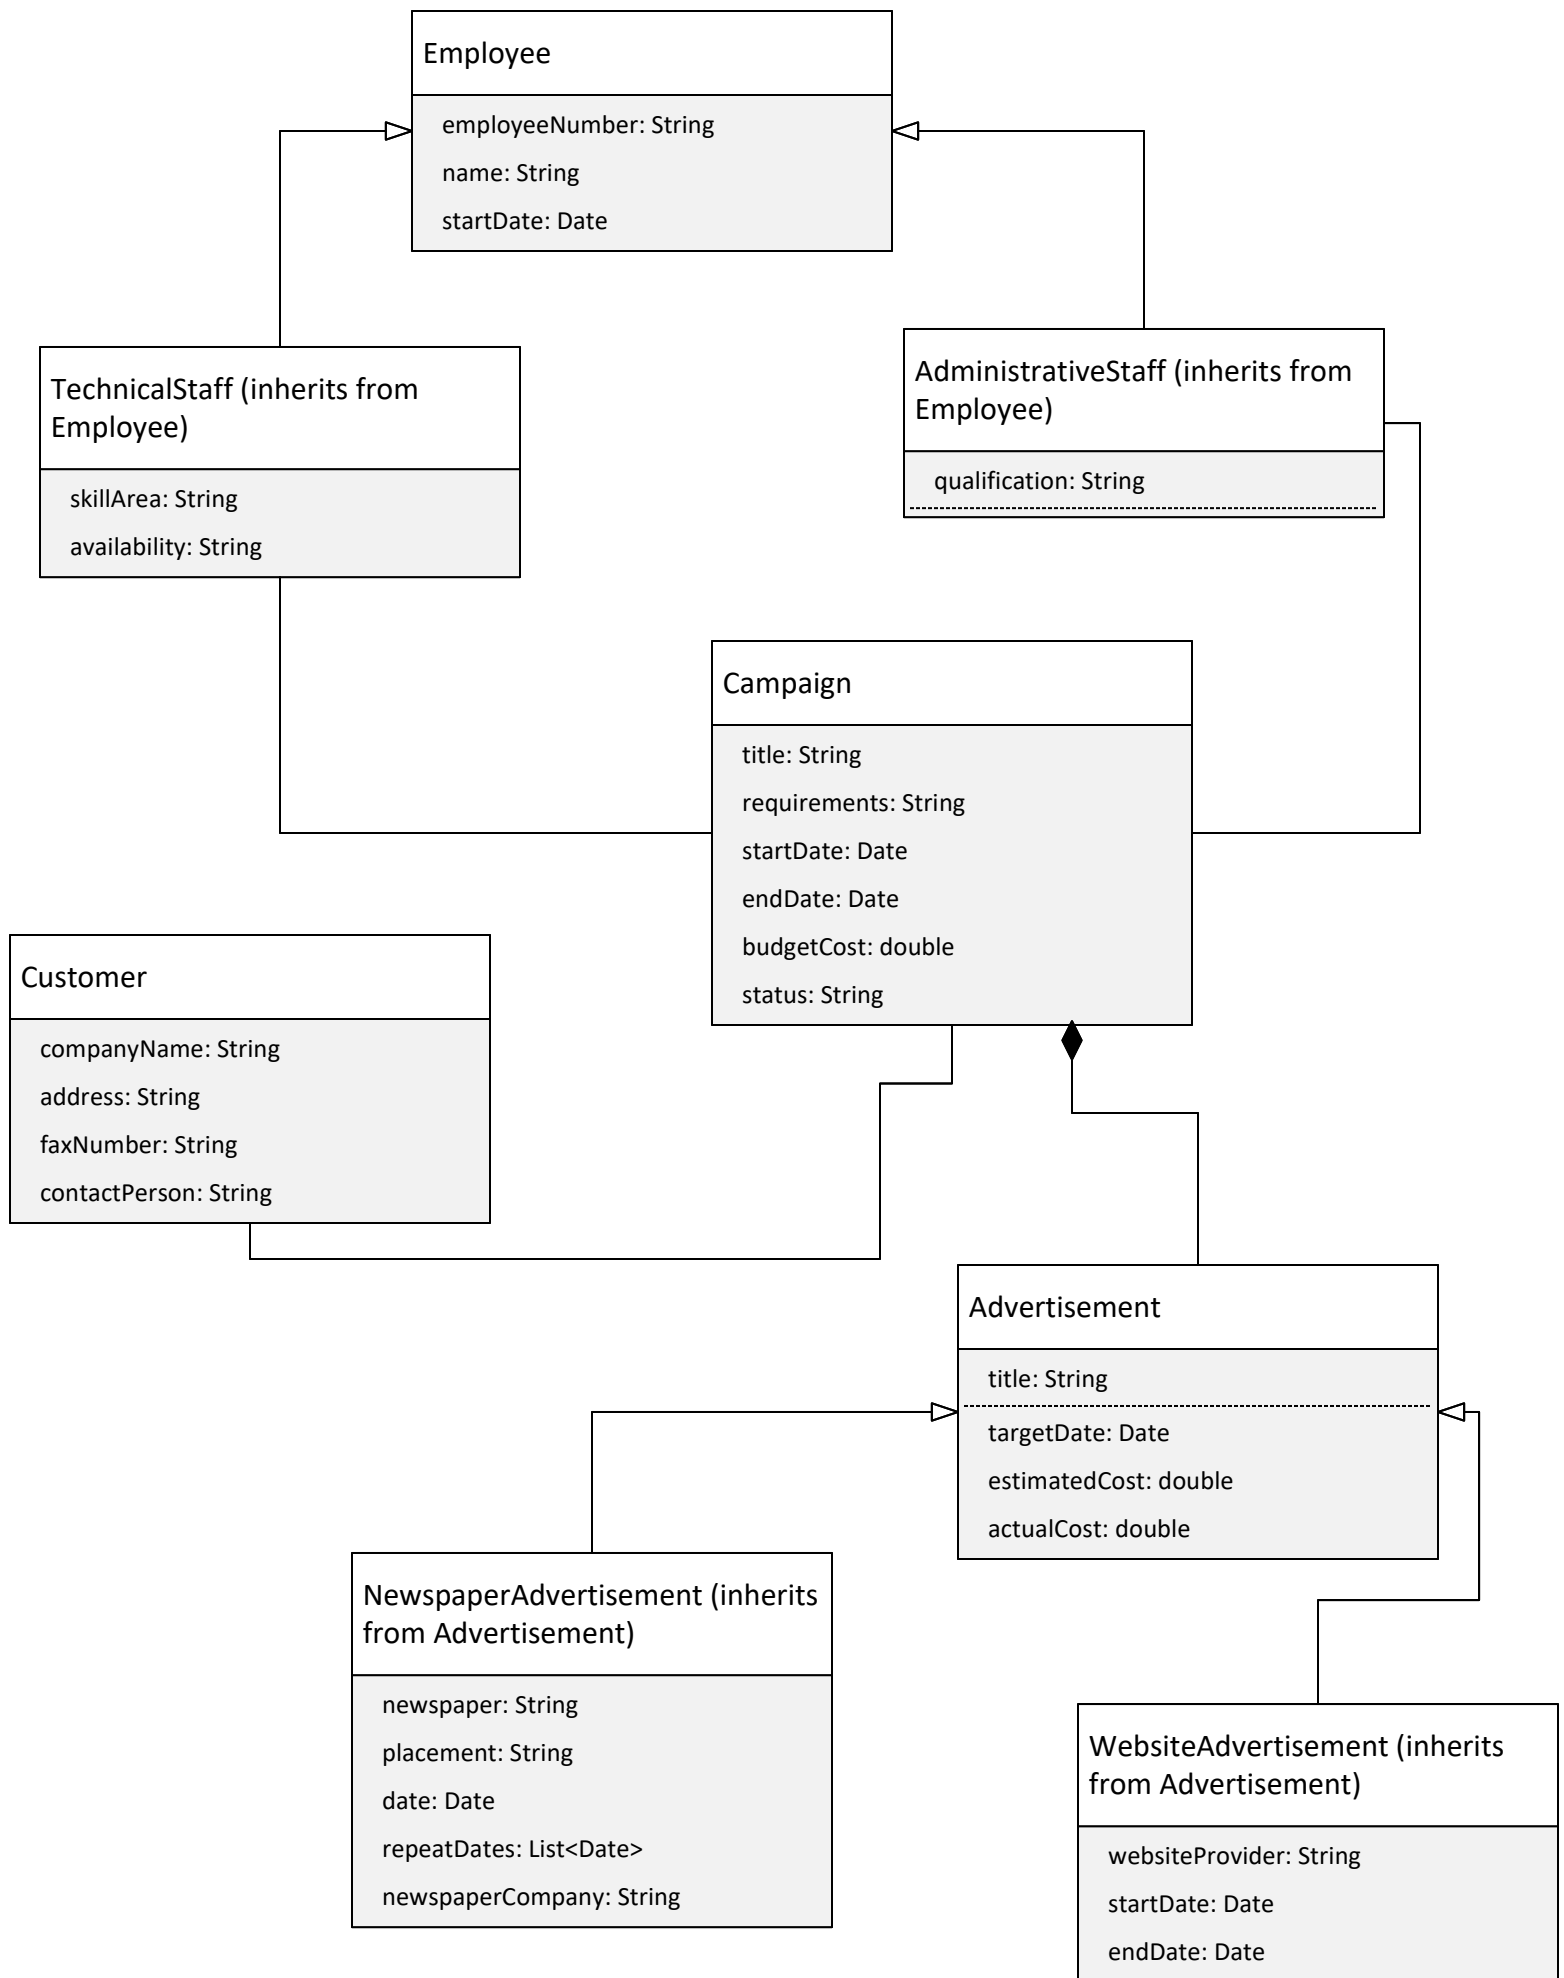 Employee
employeeNumber: String
name: String
startDate: Date
TechnicalStaff (inherits from
Employee)
skillArea: String
availability: String
AdministrativeStaff (inherits from
Employee)
qualification: String
Campaign
title: String
requirements: String
startDate: Date
endDate: Date
budgetCost: double
status: String
Customer
companyName: String
address: String
faxNumber: String
contactPerson: String
Advertisement
title: String
targetDate: Date
estimatedCost: double
actualCost: double
NewspaperAdvertisement (inherits
from Advertisement)
newspaper: String
placement: String
date: Date
repeatDates: List<Date>
newspaperCompany: String
WebsiteAdvertisement (inherits
from Advertisement)
websiteProvider: String
startDate: Date
endDate: Date